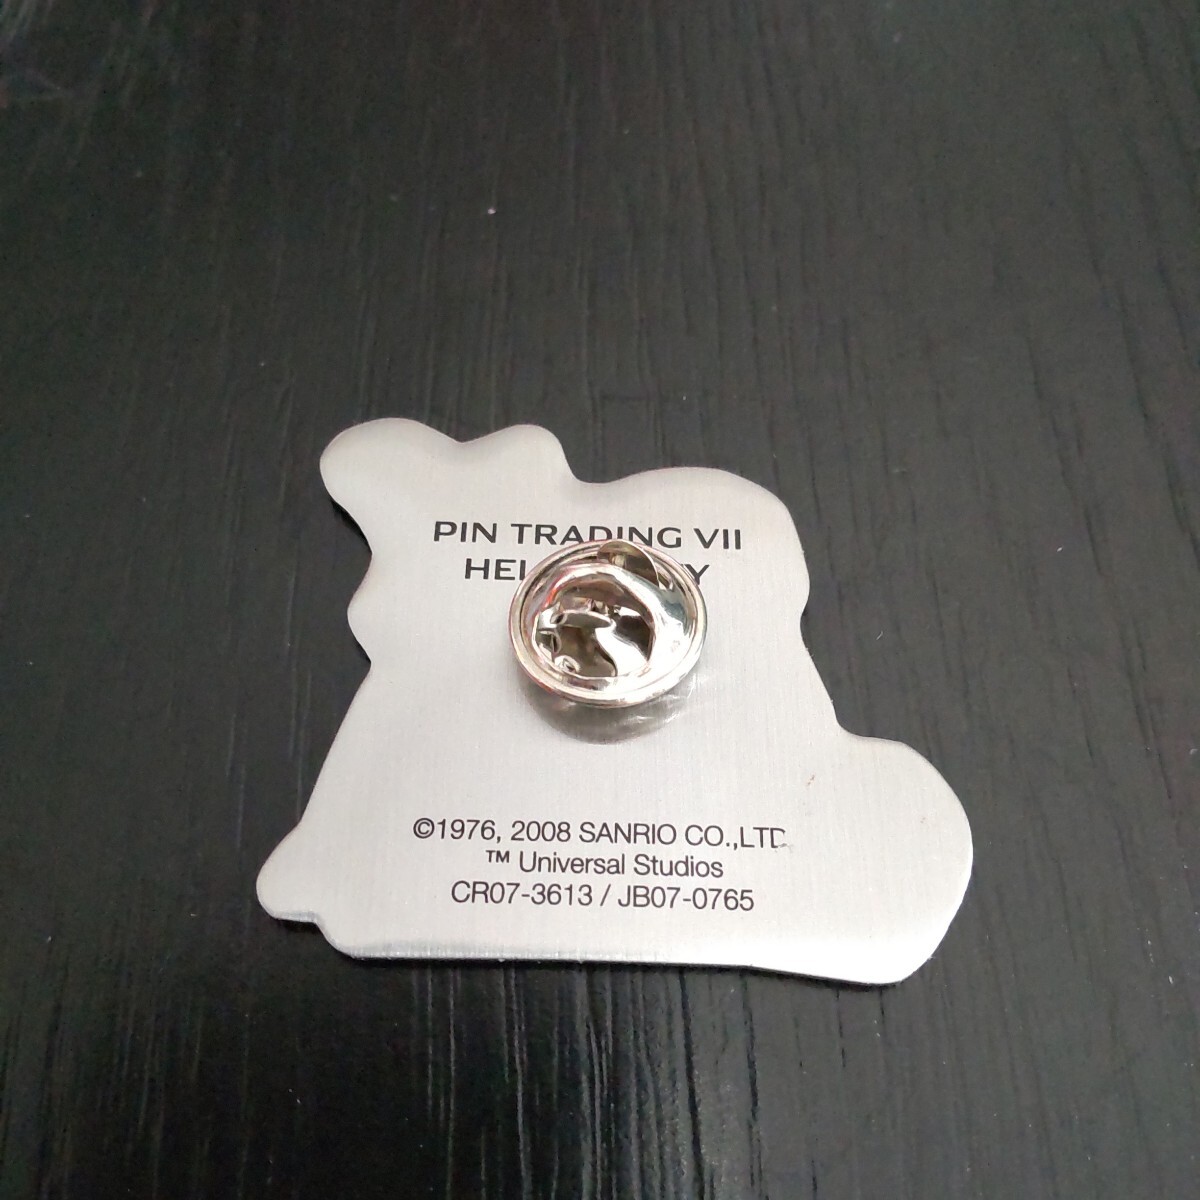 PIN TRADING VII
©1976, 2008 SANRIO CO.,LTD
™ Universal Studios
CR07-3613 / JB07-0765